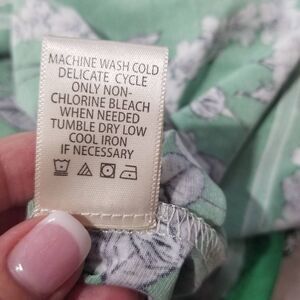 MACHINE WASH COLD
DELICATE CYCLE
ONLY NON-
CHLORINE BLEACH
WHEN NEEDED
TUMBLE DRY LOW
COOL IRON
IF NECESSARY